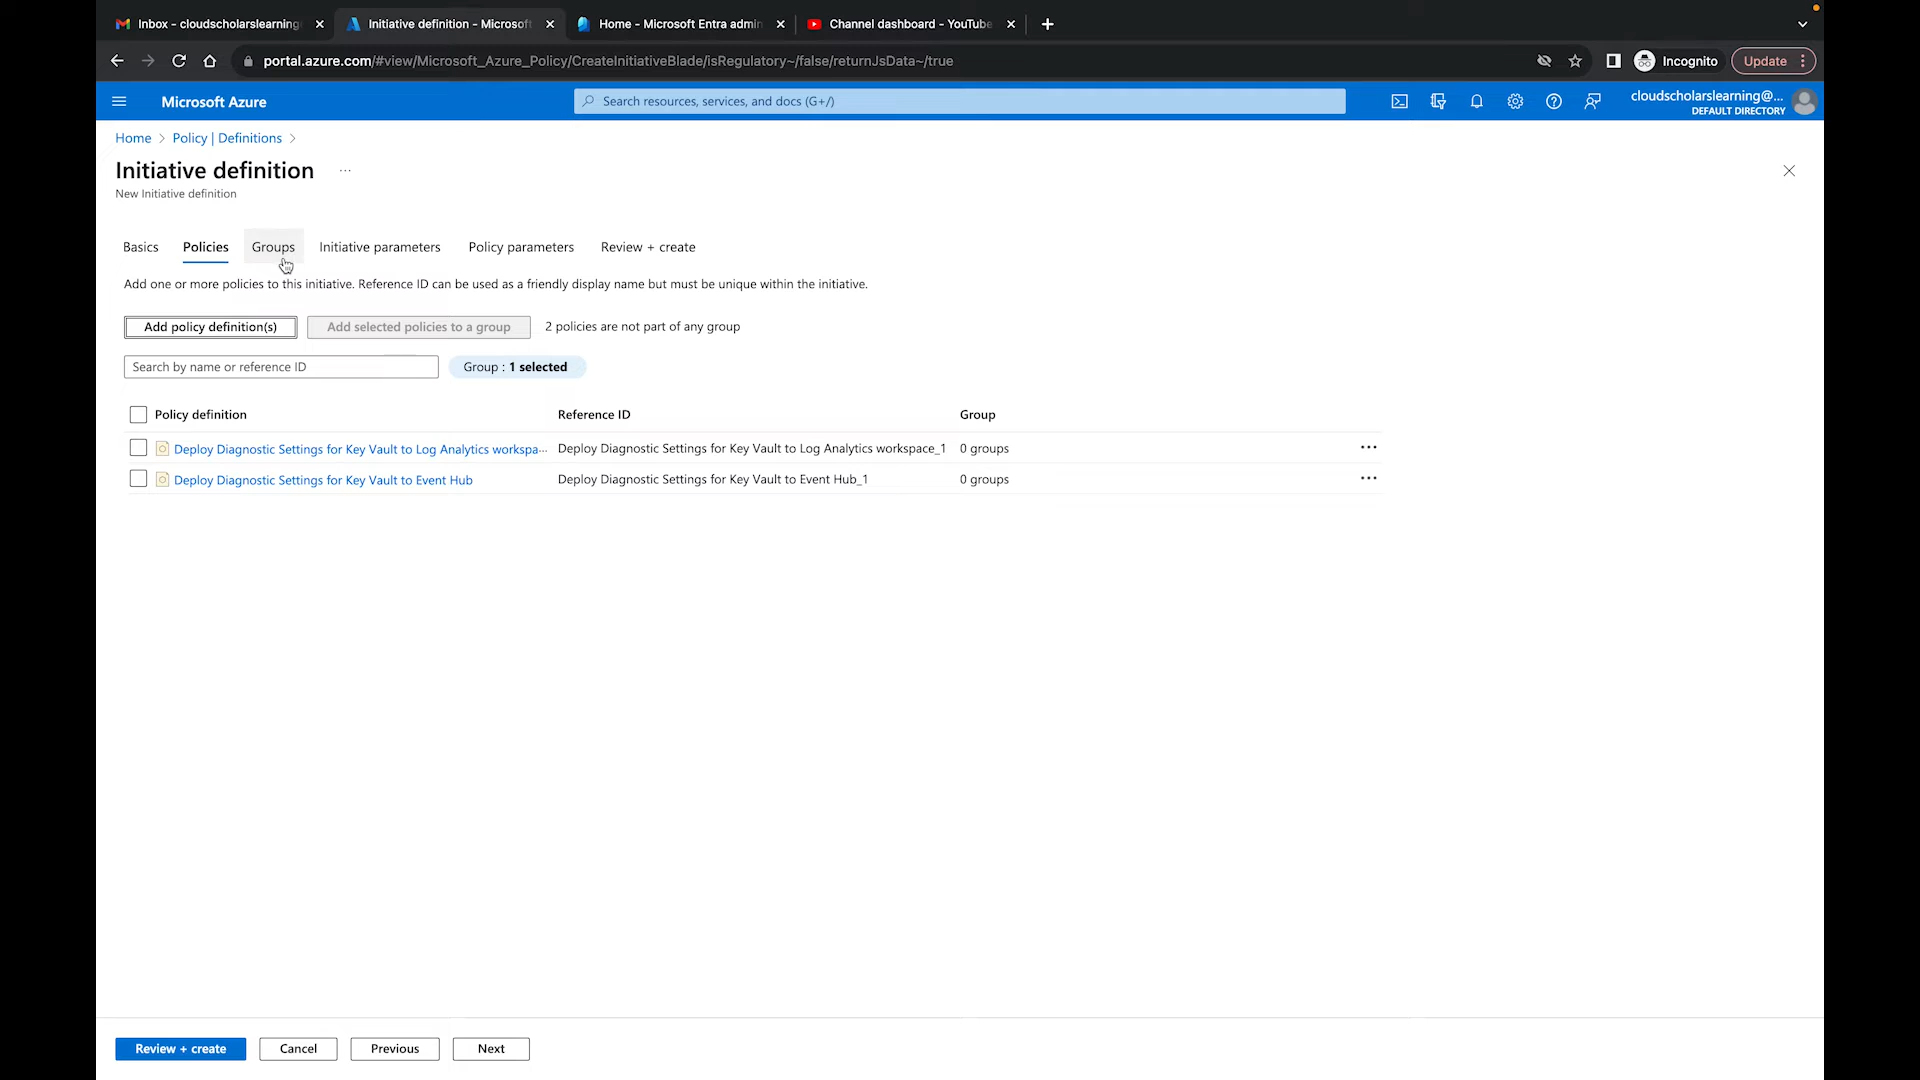 Inbox - cloudscholarslearning
Initiative definition - Microsoft
Home - Microsoft Entra admin
Channel dashboard - YouTube
portal.azure.com/#view/Microsoft_Azure_Policy/CreateInitiativeBlade/isRegulatory~/false/returnJsData~/true
Incognito
Update
Microsoft Azure
Search resources, services, and docs (G+/)
cloudscholarslearning@...
DEFAULT DIRECTORY
Home > Policy | Definitions >
Initiative definition ...
New Initiative definition
Basics Policies Groups Initiative parameters Policy parameters Review + create
Add one or more policies to this initiative. Reference ID can be used as a friendly display name but must be unique within the initiative.
Add policy definition(s) Add selected policies to a group 2 policies are not part of any group
Search by name or reference ID Group : 1 selected
Policy definition Reference ID Group
Deploy Diagnostic Settings for Key Vault to Log Analytics workspa... Deploy Diagnostic Settings for Key Vault to Log Analytics workspace_1 0 groups ...
Deploy Diagnostic Settings for Key Vault to Event Hub Deploy Diagnostic Settings for Key Vault to Event Hub_1 0 groups ...
Review + create Cancel Previous Next